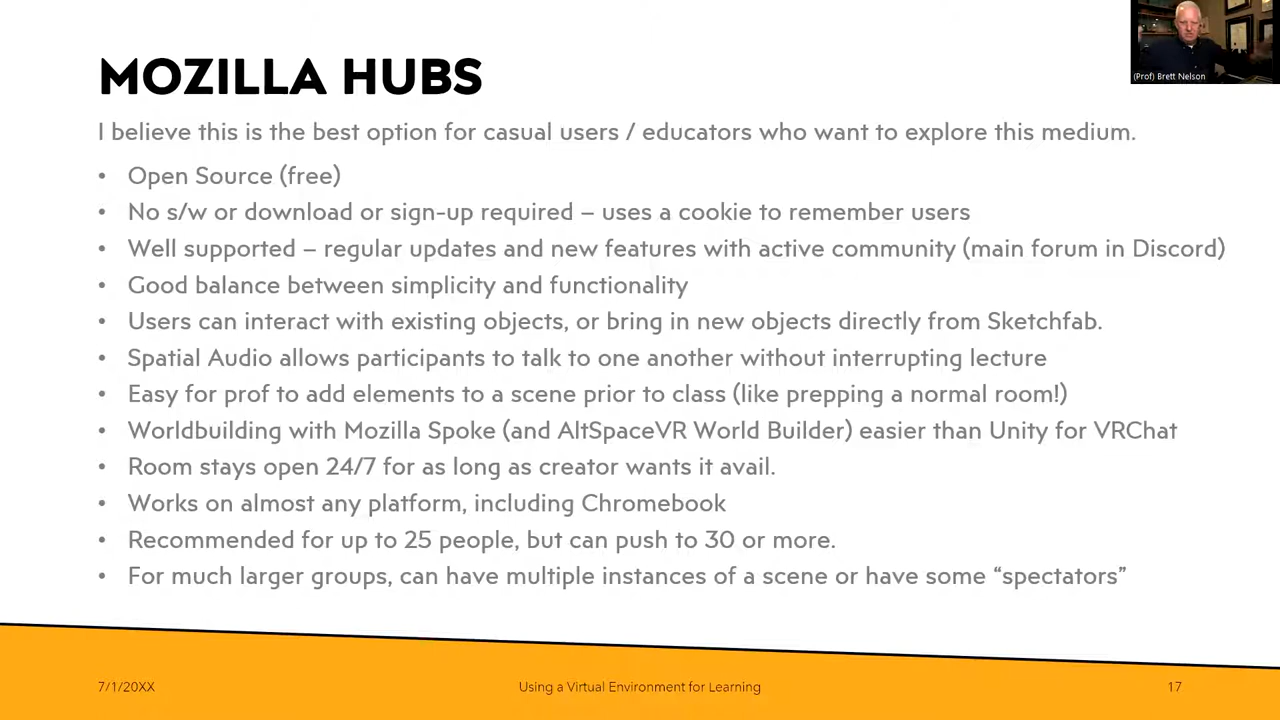 (Prof) Brett Nelson
MOZILLA HUBS
I believe this is the best option for casual users / educators who want to explore this medium.
• Open Source (free)
• No s/w or download or sign-up required – uses a cookie to remember users
• Well supported – regular updates and new features with active community (main forum in Discord)
• Good balance between simplicity and functionality
• Users can interact with existing objects, or bring in new objects directly from Sketchfab.
• Spatial Audio allows participants to talk to one another without interrupting lecture
• Easy for prof to add elements to a scene prior to class (like prepping a normal room!)
• Worldbuilding with Mozilla Spoke (and AltSpaceVR World Builder) easier than Unity for VRChat
• Room stays open 24/7 for as long as creator wants it avail.
• Works on almost any platform, including Chromebook
• Recommended for up to 25 people, but can push to 30 or more.
• For much larger groups, can have multiple instances of a scene or have some “spectators”
7/1/20XX
Using a Virtual Environment for Learning
17